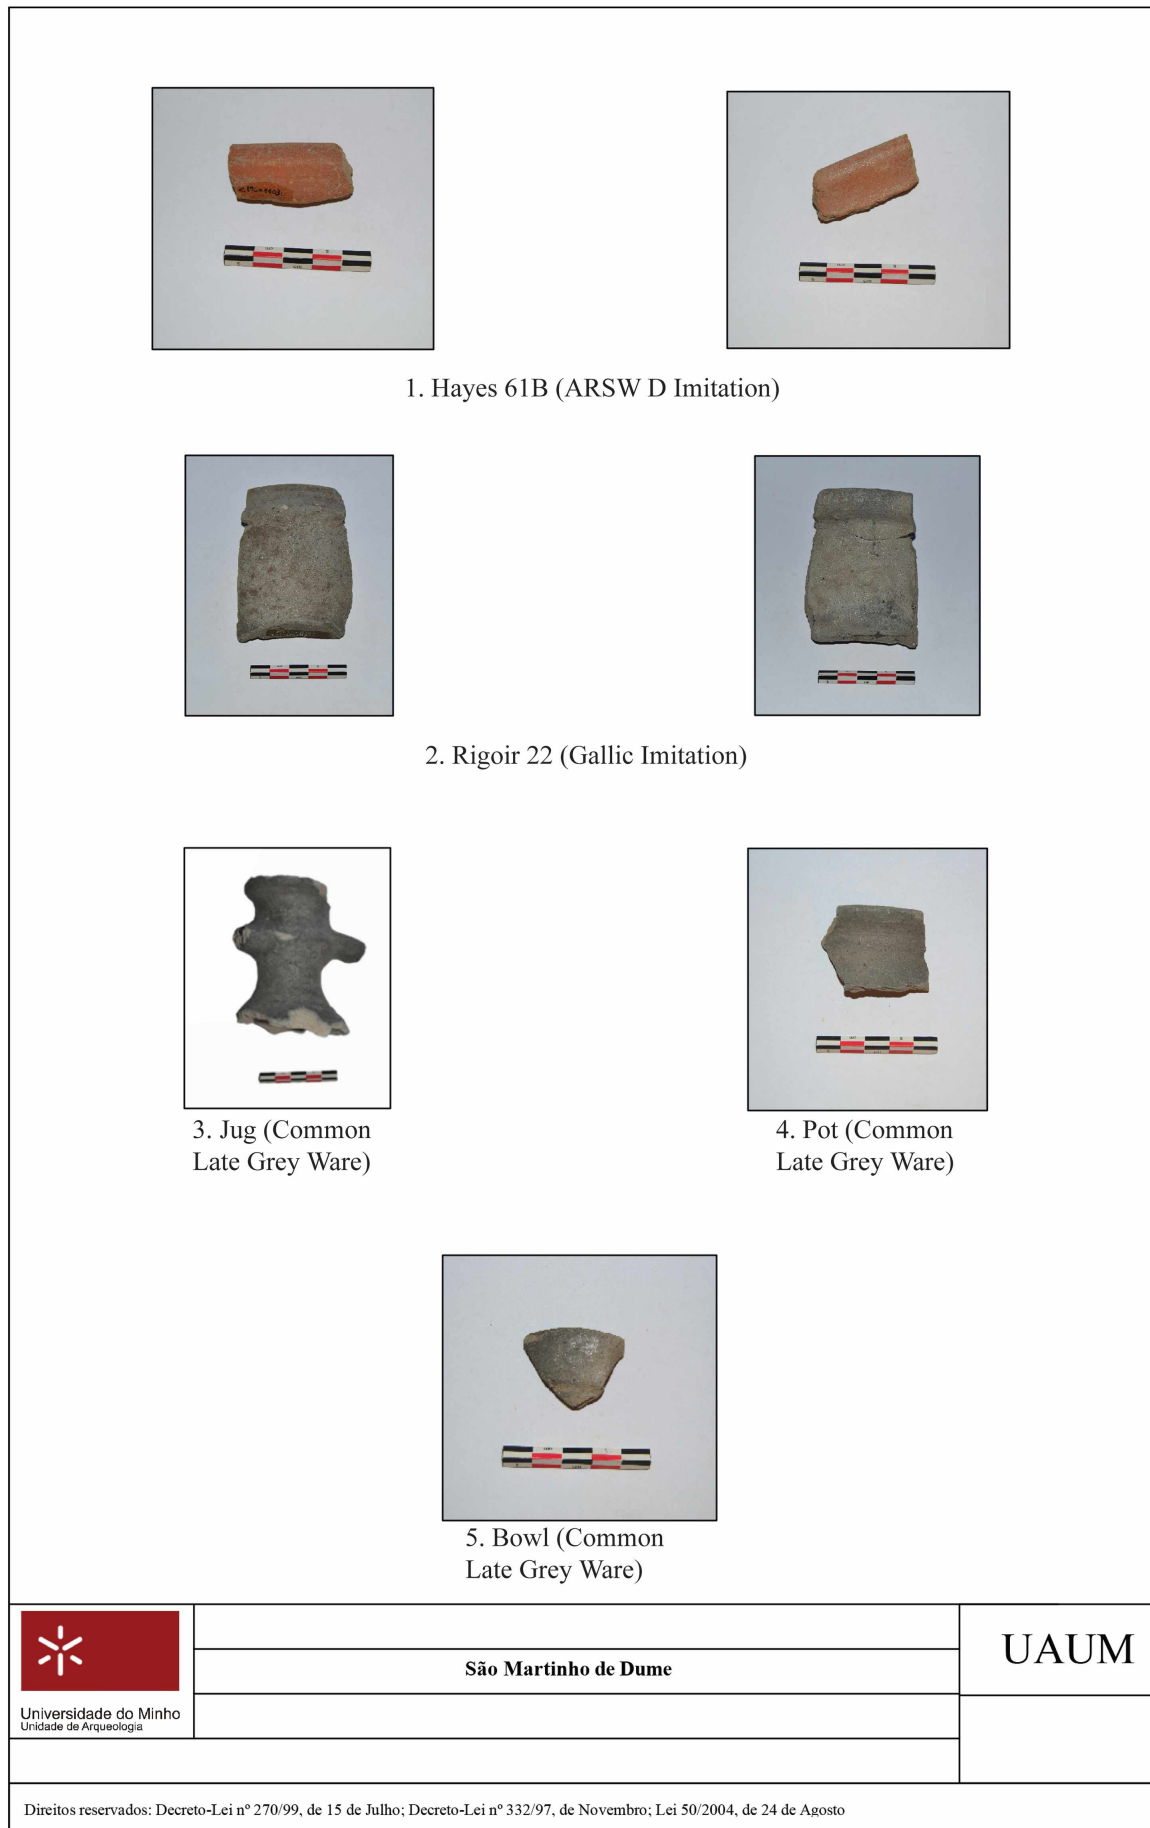 1. Hayes 61B (ARSW D Imitation)
2. Rigoir 22 (Gallic Imitation)
3. Jug (Common
Late Grey Ware)
4. Pot (Common
Late Grey Ware)
5. Bowl (Common
Late Grey Ware)
Universidade do Minho
Unidade de Arqueologia
São Martinho de Dume
UAUM
Direitos reservados: Decreto-Lei nº 270/99, de 15 de Julho; Decreto-Lei nº 332/97, de Novembro; Lei 50/2004, de 24 de Agosto